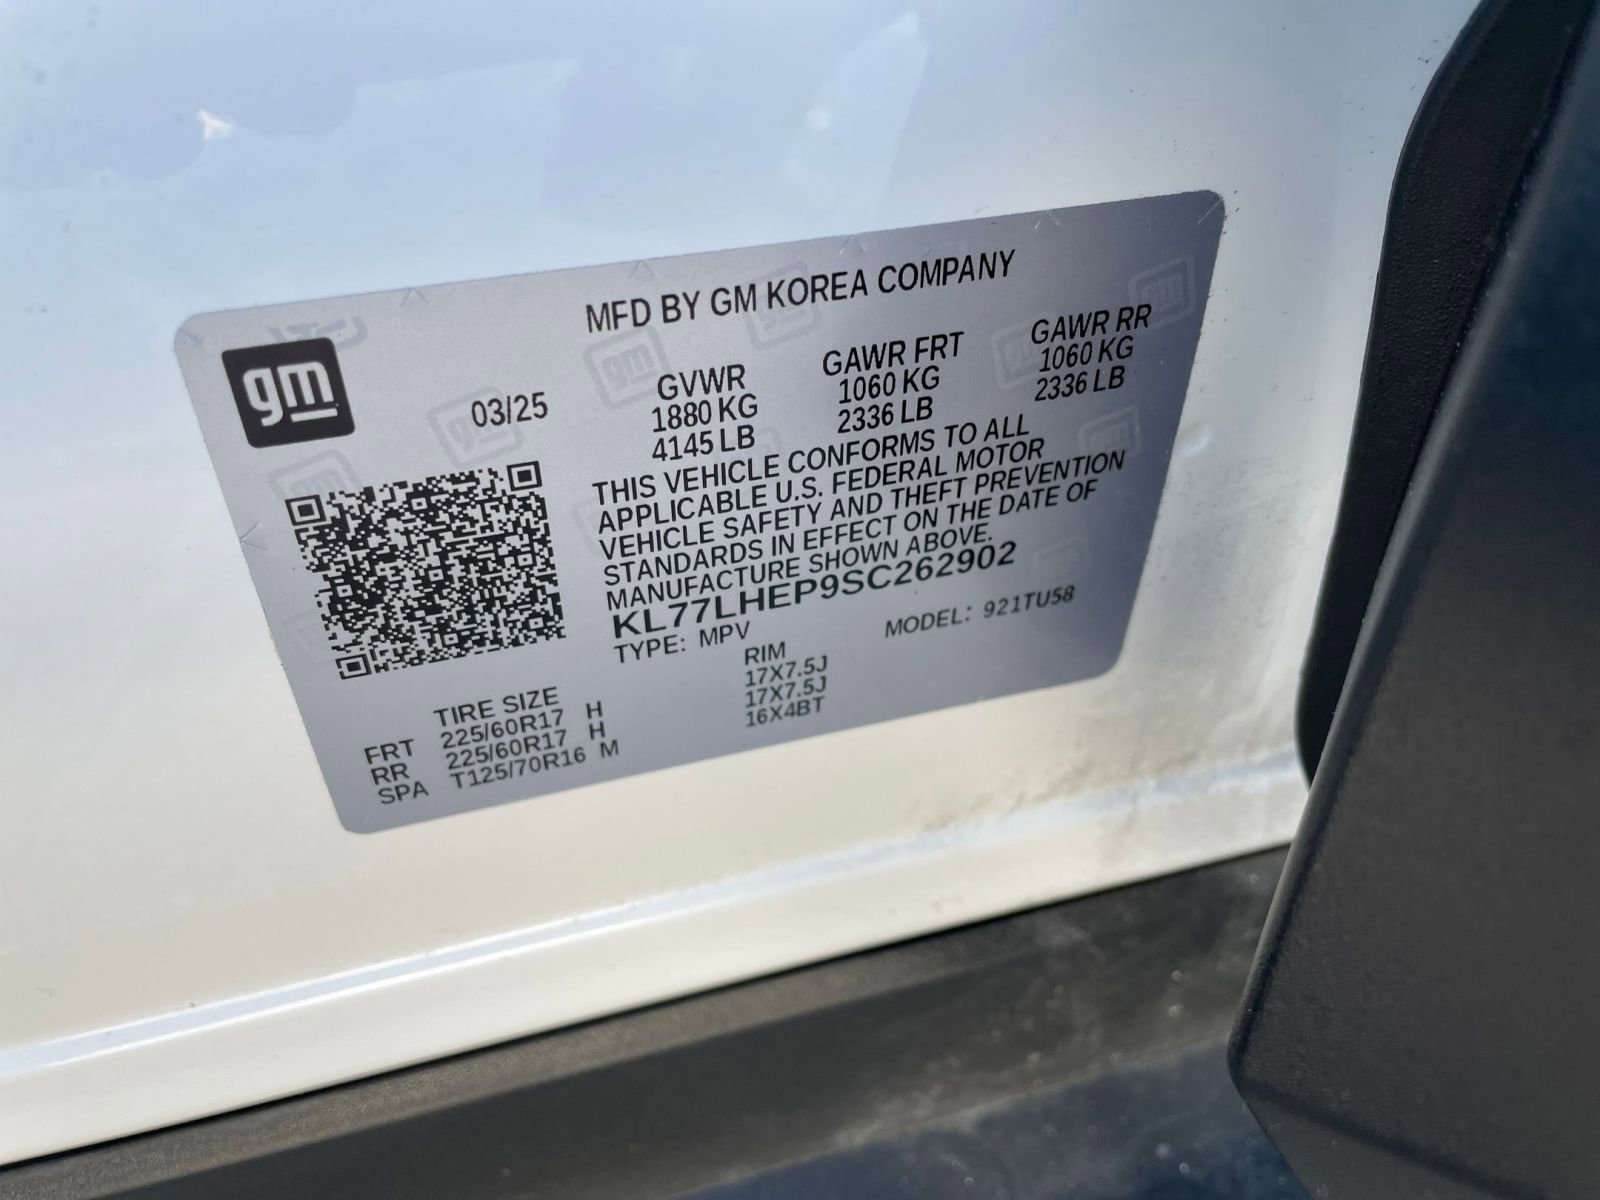 MFD BY GM KOREA COMPANY
gm
03/25
GVWR
1880 KG
4145 LB
GAWR FRT
1060 KG
2336 LB
GAWR RR
1060 KG
2336 LB
THIS VEHICLE CONFORMS TO ALL
APPLICABLE U.S. FEDERAL MOTOR
VEHICLE SAFETY AND THEFT PREVENTION
STANDARDS IN EFFECT ON THE DATE OF
MANUFACTURE SHOWN ABOVE.
KL77LHEP9SC262902
TYPE: MPV MODEL: 921TU58
TIRE SIZE RIM
FRT 225/60R17 H 17X7.5J
RR 225/60R17 H 17X7.5J
SPA T125/70R16 M 16X4BT